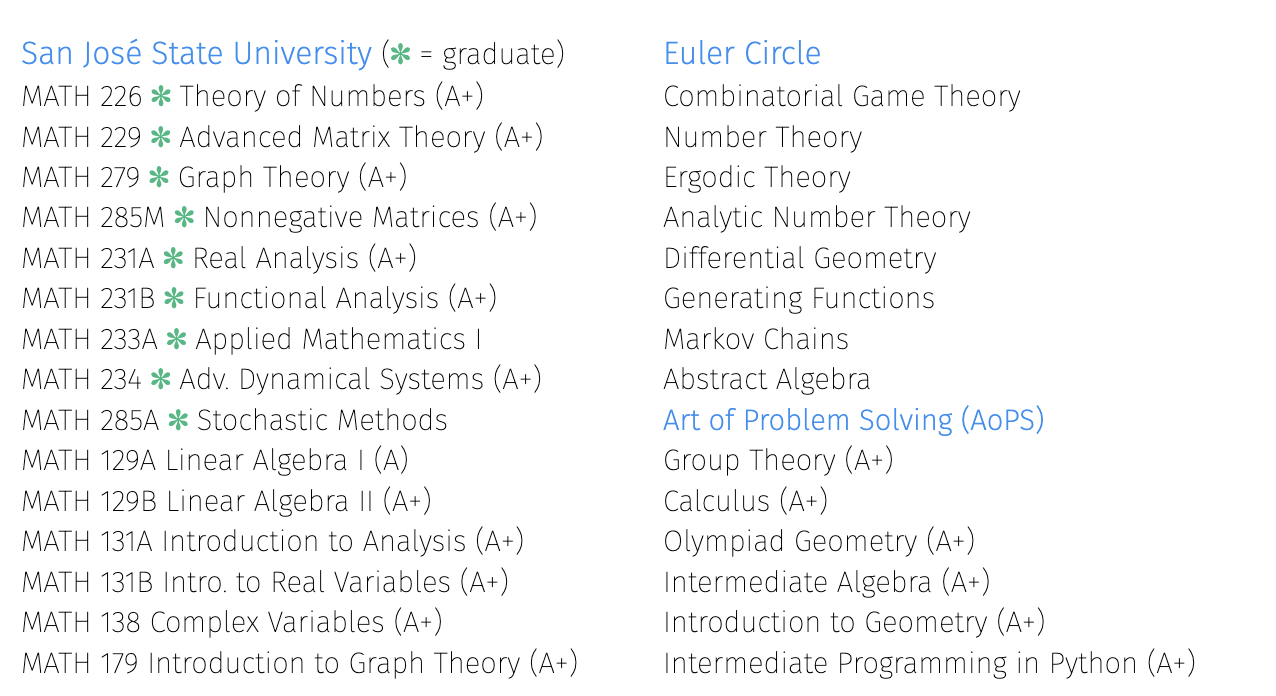 San José State University (✻ = graduate)
MATH 226 ✻ Theory of Numbers (A+)
MATH 229 ✻ Advanced Matrix Theory (A+)
MATH 279 ✻ Graph Theory (A+)
MATH 285M ✻ Nonnegative Matrices (A+)
MATH 231A ✻ Real Analysis (A+)
MATH 231B ✻ Functional Analysis (A+)
MATH 233A ✻ Applied Mathematics I
MATH 234 ✻ Adv. Dynamical Systems (A+)
MATH 285A ✻ Stochastic Methods
MATH 129A Linear Algebra I (A)
MATH 129B Linear Algebra II (A+)
MATH 131A Introduction to Analysis (A+)
MATH 131B Intro. to Real Variables (A+)
MATH 138 Complex Variables (A+)
MATH 179 Introduction to Graph Theory (A+)
Euler Circle
Combinatorial Game Theory
Number Theory
Ergodic Theory
Analytic Number Theory
Differential Geometry
Generating Functions
Markov Chains
Abstract Algebra
Art of Problem Solving (AoPS)
Group Theory (A+)
Calculus (A+)
Olympiad Geometry (A+)
Intermediate Algebra (A+)
Introduction to Geometry (A+)
Intermediate Programming in Python (A+)